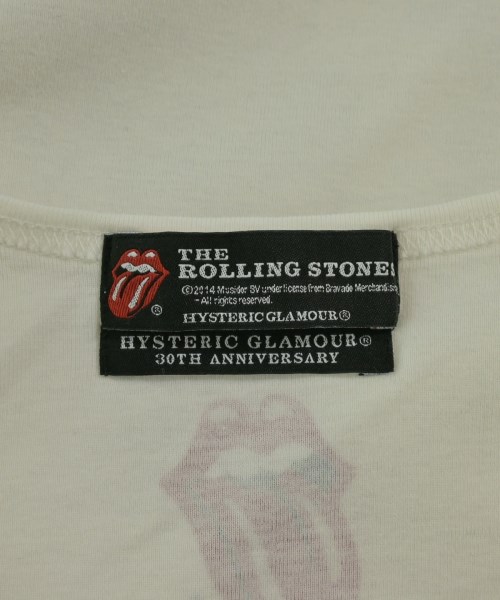 THE
ROLLING STONES
©2014 Musidor BV under license from Bravado Merchandising
- All rights reserved.
®
HYSTERIC GLAMOUR®
HYSTERIC GLAMOUR®
30TH ANNIVERSARY